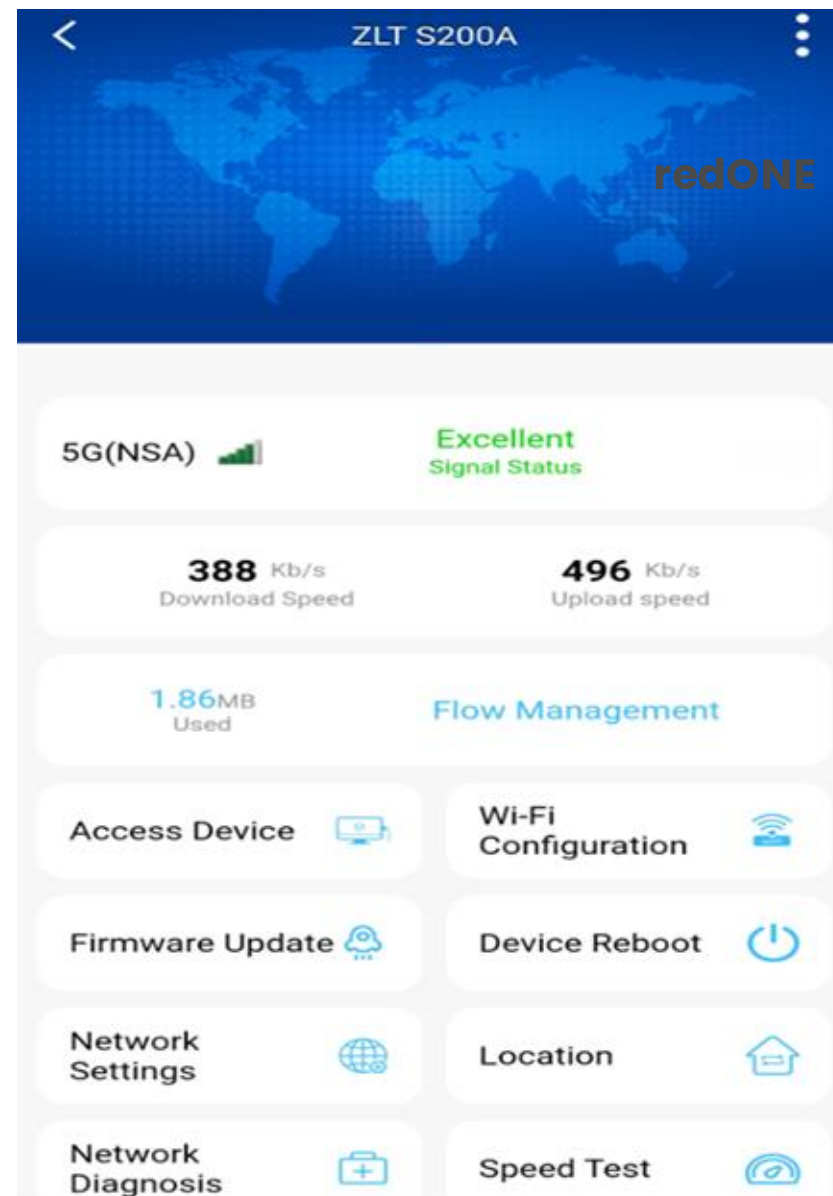 ZLT S200A
redONE
5G(NSA)
Excellent
Signal Status
388 Kb/s
Download Speed
496 Kb/s
Upload speed
1.86MB
Used
Flow Management
Access Device
Wi-Fi
Configuration
Firmware Update
Device Reboot
Network
Settings
Location
Network
Diagnosis
Speed Test